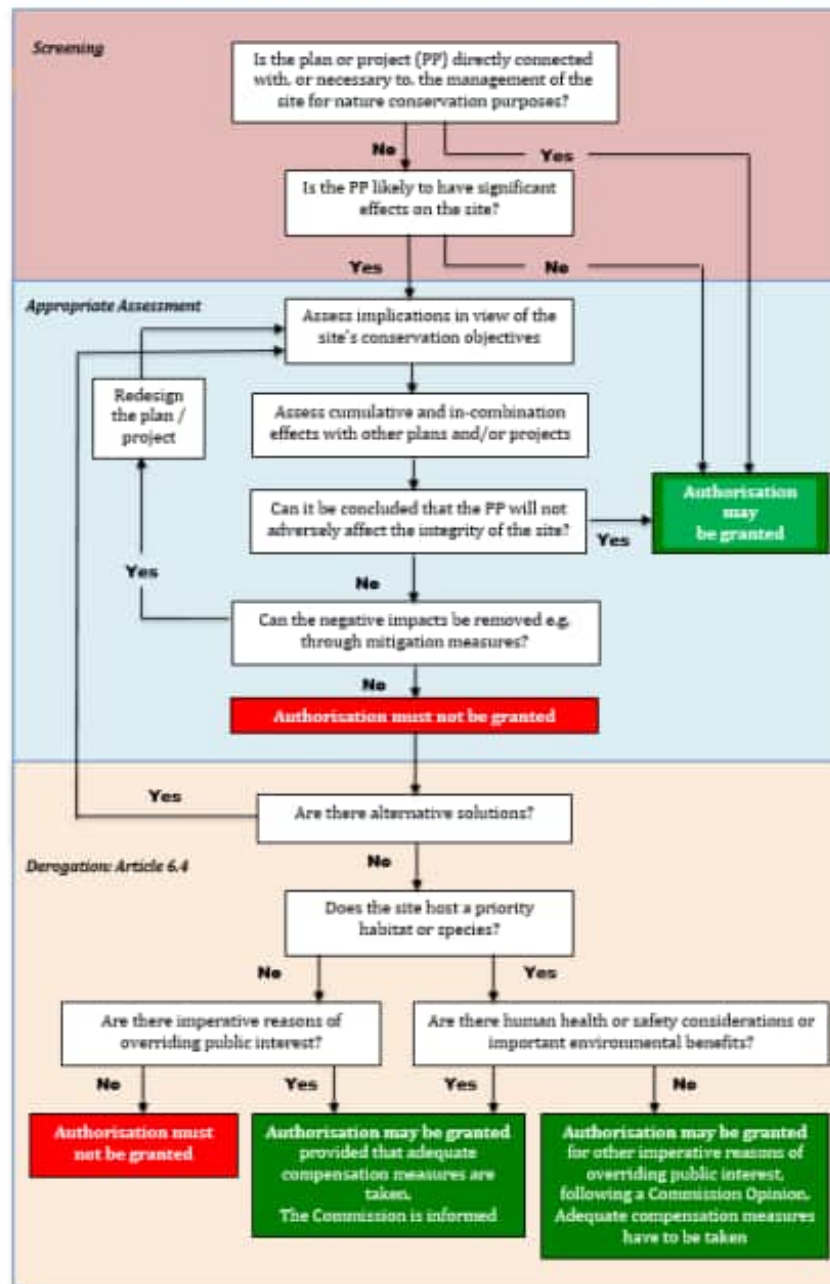 Screening
Is the plan or project (PP) directly connected
with, or necessary to, the management of the
site for nature conservation purposes?
No
Yes
Is the PP likely to have significant
effects on the site?
Yes
No
Appropriate Assessment
Assess implications in view of the
site's conservation objectives
Redesign
the plan /
project
Assess cumulative and in-combination
effects with other plans and/or projects
Can it be concluded that the PP will not
adversely affect the integrity of the site?
Yes
Authorisation
may
be granted
Yes
No
Can the negative impacts be removed e.g.
through mitigation measures?
No
Authorisation must not be granted
Yes
Are there alternative solutions?
No
Derogation: Article 6.4
Does the site host a priority
habitat or species?
No
Yes
Are there imperative reasons of
overriding public interest?
Are there human health or safety considerations or
important environmental benefits?
No
Yes
Yes
No
Authorisation must
not be granted
Authorisation may be granted
provided that adequate
compensation measures are
taken.
The Commission is informed
Authorisation may be granted
for other imperative reasons of
overriding public interest,
following a Commission Opinion.
Adequate compensation measures
have to be taken